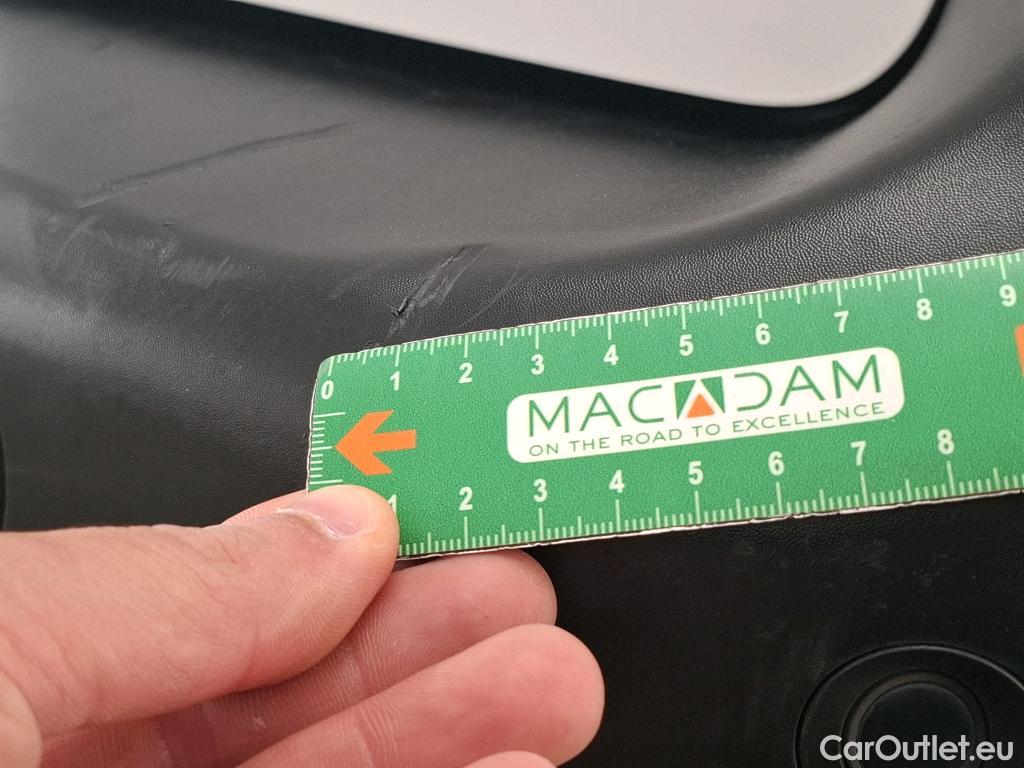 0 1 2 3 4 5 6 7 8 9
MACADAM
ON THE ROAD TO EXCELLENCE
1 2 3 4 5 6 7 8
CarOutlet.eu